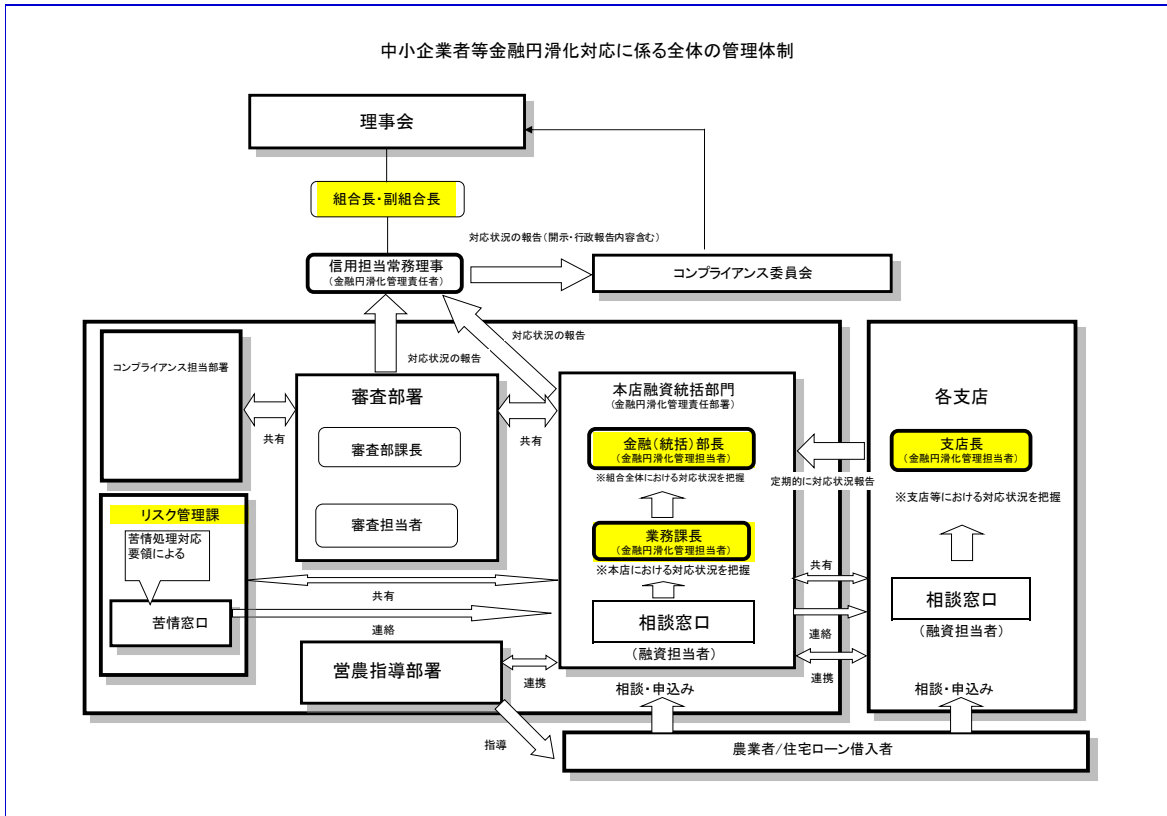 中小企業者等金融円滑化対応に係る全体の管理体制
理事会
組合長・副組合長
対応状況の報告(開示・行政報告内容含む)
信用担当常務理事
(金融円滑化管理責任者)
コンプライアンス委員会
対応状況の報告
対応状況の報告
コンプライアンス担当部署
共有
審査部署
審査部課長
審査担当者
共有
本店融資統括部門
(金融円滑化管理責任部署)
金融(統括)部長
(金融円滑化管理担当者)
※組合全体における対応状況を把握
業務課長
(金融円滑化管理担当者)
※本店における対応状況を把握
相談窓口
(融資担当者)
各支店
支店長
(金融円滑化管理担当者)
定期的に対応状況報告
※支店等における対応状況を把握
相談窓口
(融資担当者)
リスク管理課
苦情処理対応
要領による
苦情窓口
共有
連絡
共有
連絡
連携
営農指導部署
連携
相談・申込み
相談・申込み
指導
農業者/住宅ローン借入者